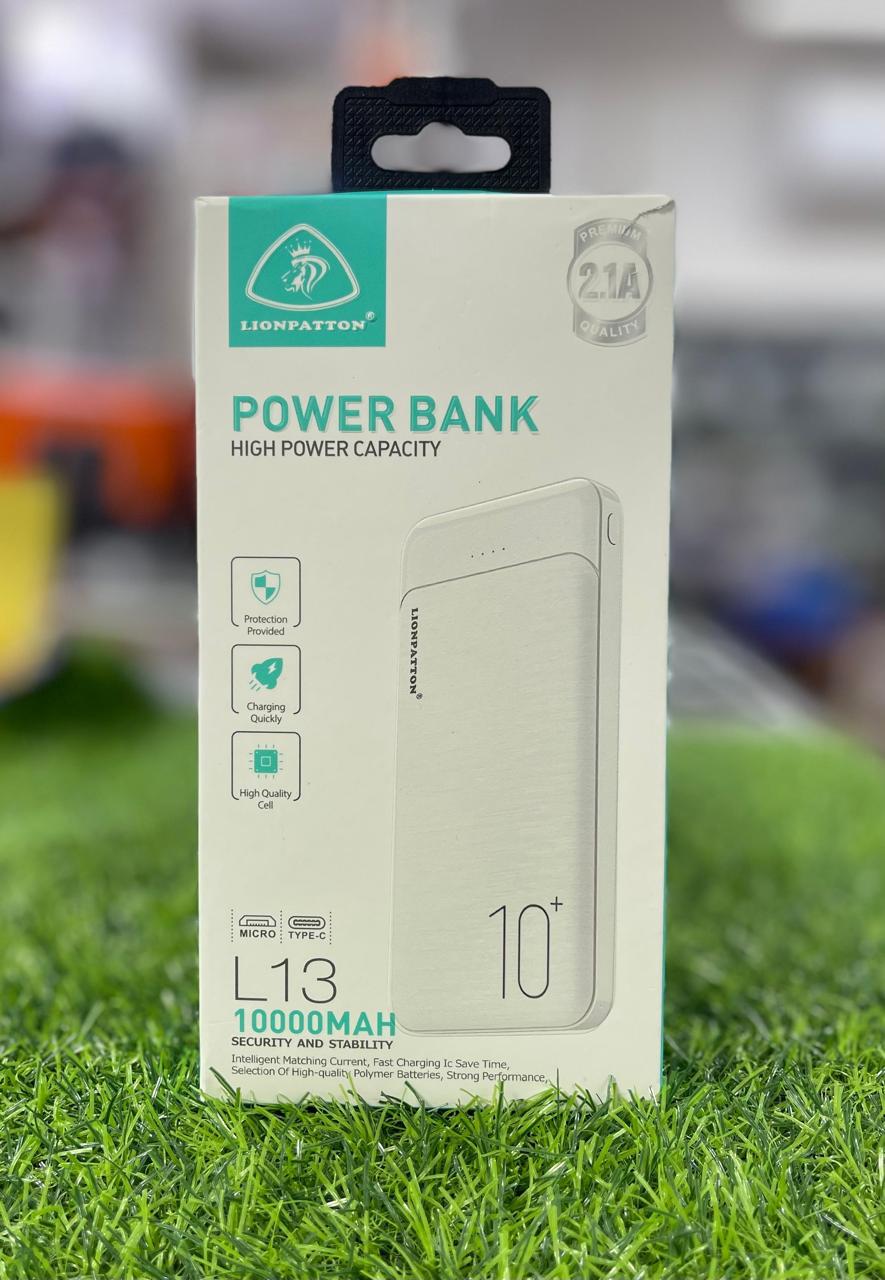 LIONPATTON®
PREMIUM
2.1A
QUALITY
POWER BANK
HIGH POWER CAPACITY
Protection
Provided
Charging
Quickly
High Quality
Cell
LIONPATTON®
10+
MICRO TYPE-C
L13
10000MAH
SECURITY AND STABILITY
Intelligent Matching Current, Fast Charging Ic Save Time,
Selection Of High-quality Polymer Batteries, Strong Performance,